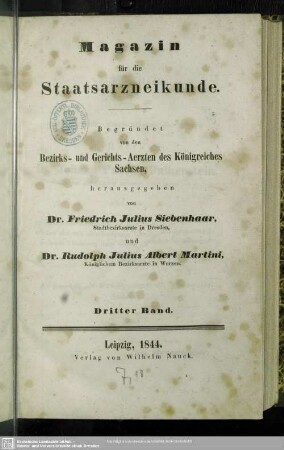 Magazin
für die
Staatsarzneikunde.
Begründet
von den
Bezirks- und Gerichts-Aerzten des Königreiches
Sachsen,
herausgegeben
von
Dr. Friedrich Julius Siebenhaar,
Stadtbezirksarzte in Dresden,
und
Dr. Rudolph Julius Albert Martini,
Königlichem Bezirksarzte in Wurzen.
Dritter Band.
Leipzig, 1844.
Verlag von Wilhelm Nauck.